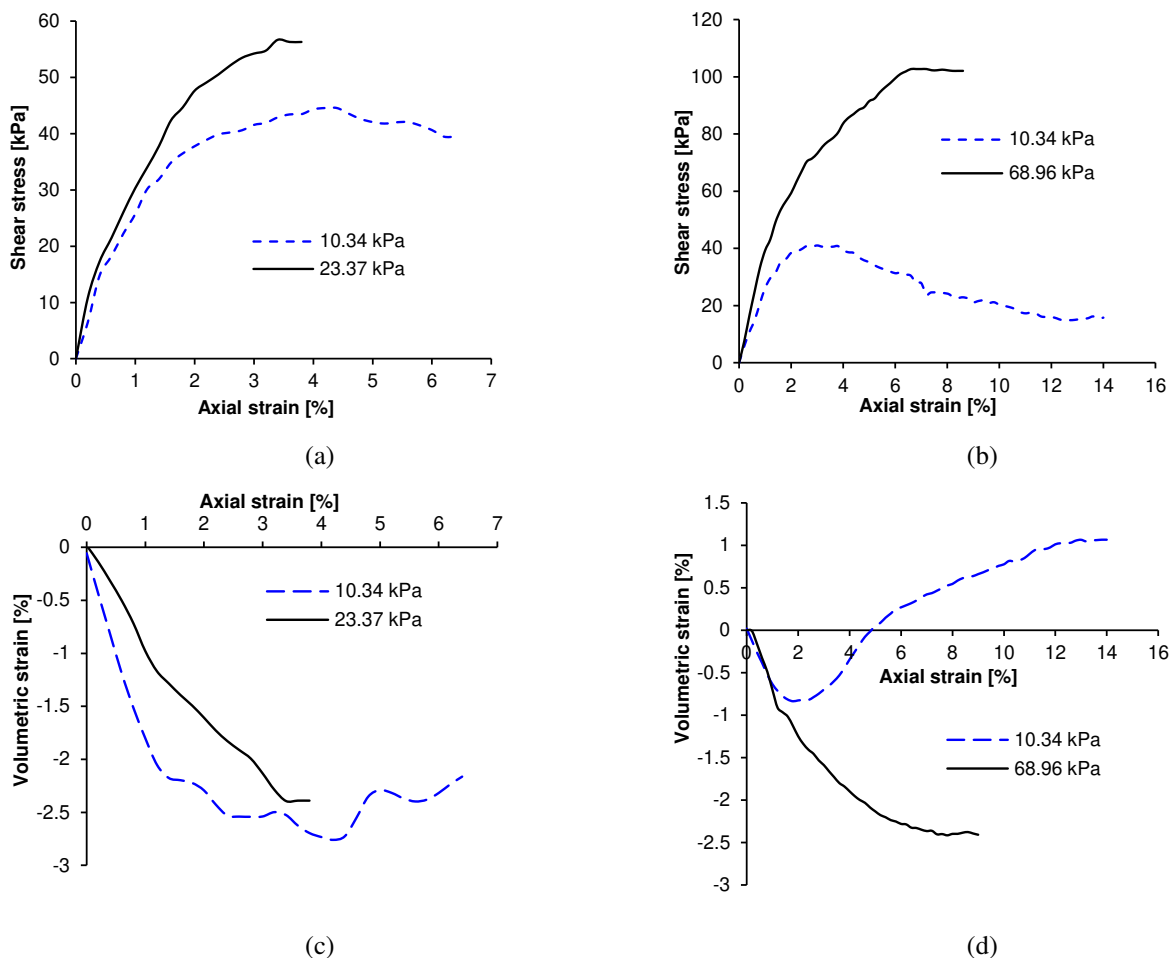 60
50
40
30
20
10
0
Shear stress [kPa]
10.34 kPa
23.37 kPa
0 1 2 3 4 5 6 7
Axial strain [%]
(a)
120
100
80
60
40
20
0
Shear stress [kPa]
10.34 kPa
68.96 kPa
0 2 4 6 8 10 12 14 16
Axial strain [%]
(b)
Axial strain [%]
0 1 2 3 4 5 6 7
0
-0.5
-1
-1.5
-2
-2.5
-3
Volumetric strain [%]
10.34 kPa
23.37 kPa
(c)
1.5
1
0.5
0
-0.5
-1
-1.5
-2
-2.5
-3
Volumetric strain [%]
0 2 4 6 8 10 12 14 16
Axial strain [%]
10.34 kPa
68.96 kPa
(d)